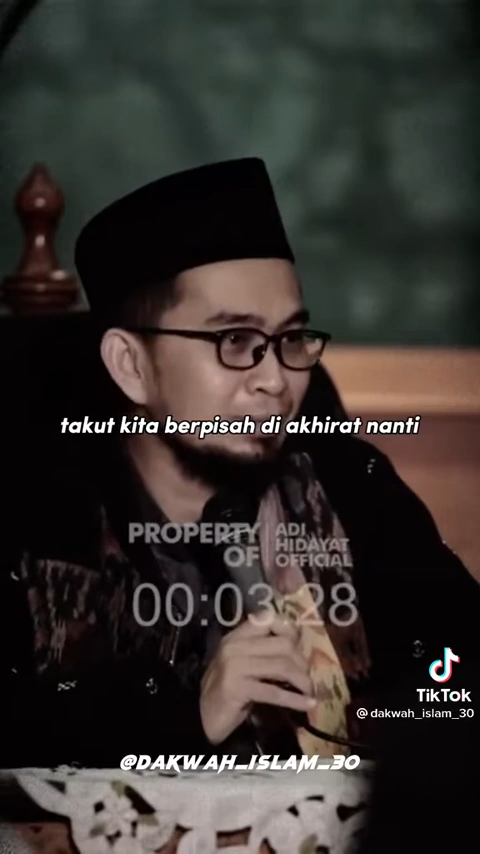 takut kita berpisah di akhirat nanti
PROPERTY OF
ADI HIDAYAT OFFICIAL
00:03:28
TikTok
@dakwah_islam_30
@DAKWAH_ISLAM_30